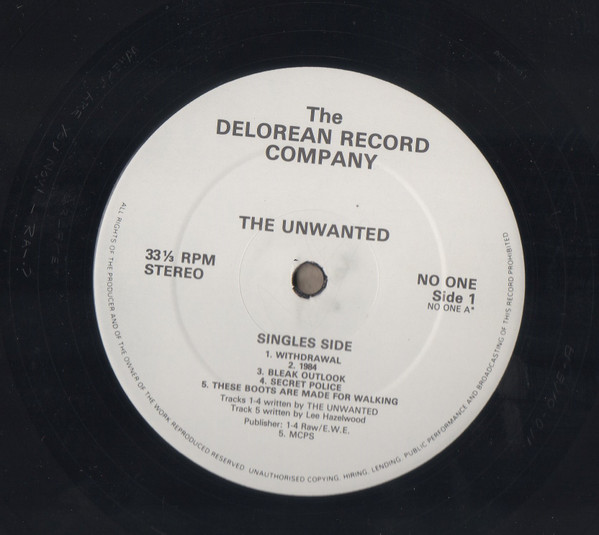 The
DELOREAN RECORD
COMPANY
THE UNWANTED
33⅓ RPM
STEREO
NO ONE
Side 1
NO ONE A*
SINGLES SIDE
1. WITHDRAWAL
2. 1984
3. BLEAK OUTLOOK
4. SECRET POLICE
5. THESE BOOTS ARE MADE FOR WALKING
Tracks 1-4 written by THE UNWANTED
Track 5 written by Lee Hazelwood
Publisher: 1-4 Raw/E.W.E.
5. MCPS
ALL RIGHTS OF THE PRODUCER AND OF THE OWNER OF THE WORK REPRODUCED RESERVED. UNAUTHORISED COPYING, HIRING, LENDING, PUBLIC PERFORMANCE AND BROADCASTING OF THIS RECORD PROHIBITED